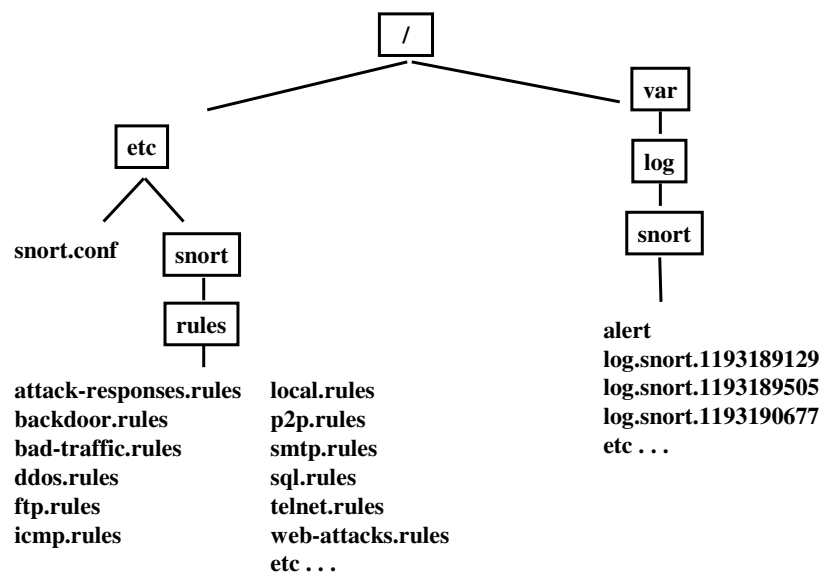 /
var
etc
log
snort
snort.conf
snort
rules
attack-responses.rules
backdoor.rules
bad-traffic.rules
ddos.rules
ftp.rules
icmp.rules
local.rules
p2p.rules
smtp.rules
sql.rules
telnet.rules
web-attacks.rules
etc . . .
alert
log.snort.1193189129
log.snort.1193189505
log.snort.1193190677
etc . . .